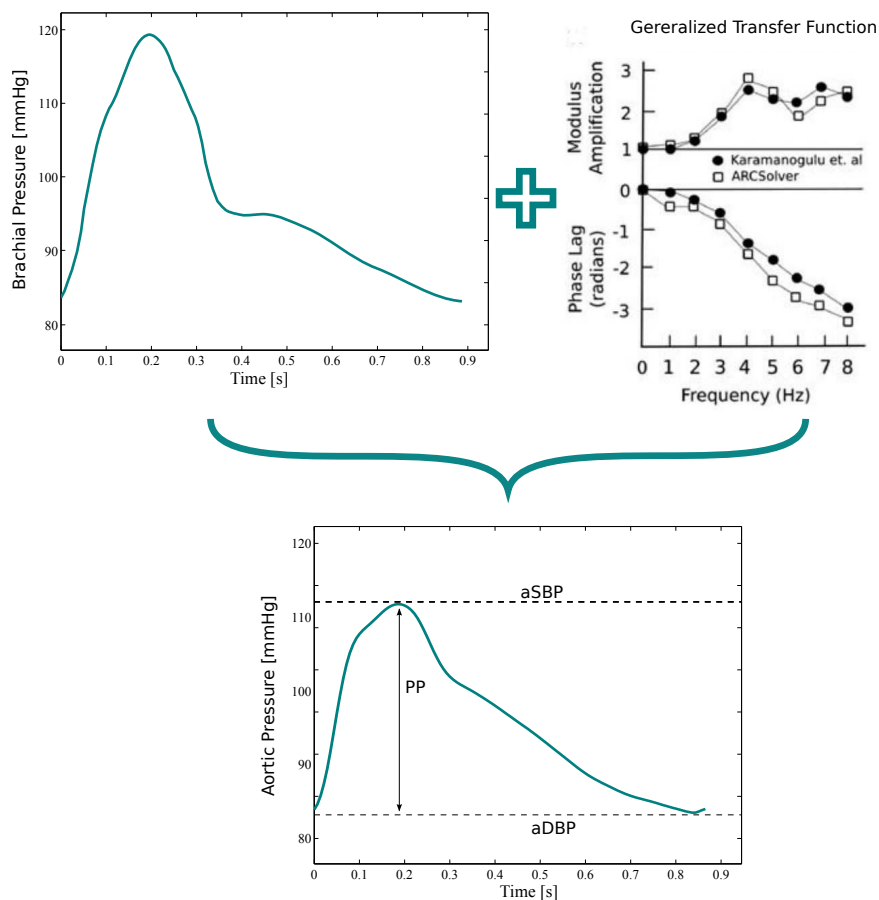 Gereralized Transfer Function
Brachial Pressure [mmHg]
120
110
100
90
80
0 0.1 0.2 0.3 0.4 0.5 0.6 0.7 0.8 0.9
Time [s]
Modulus
Amplification
3
2
1
Karamanogulu et. al
ARCSolver
Phase Lag
(radians)
0
-1
-2
-3
0 1 2 3 4 5 6 7 8
Frequency (Hz)
Aortic Pressure [mmHg]
120
110
100
90
80
aSBP
PP
aDBP
0 0.1 0.2 0.3 0.4 0.5 0.6 0.7 0.8 0.9
Time [s]